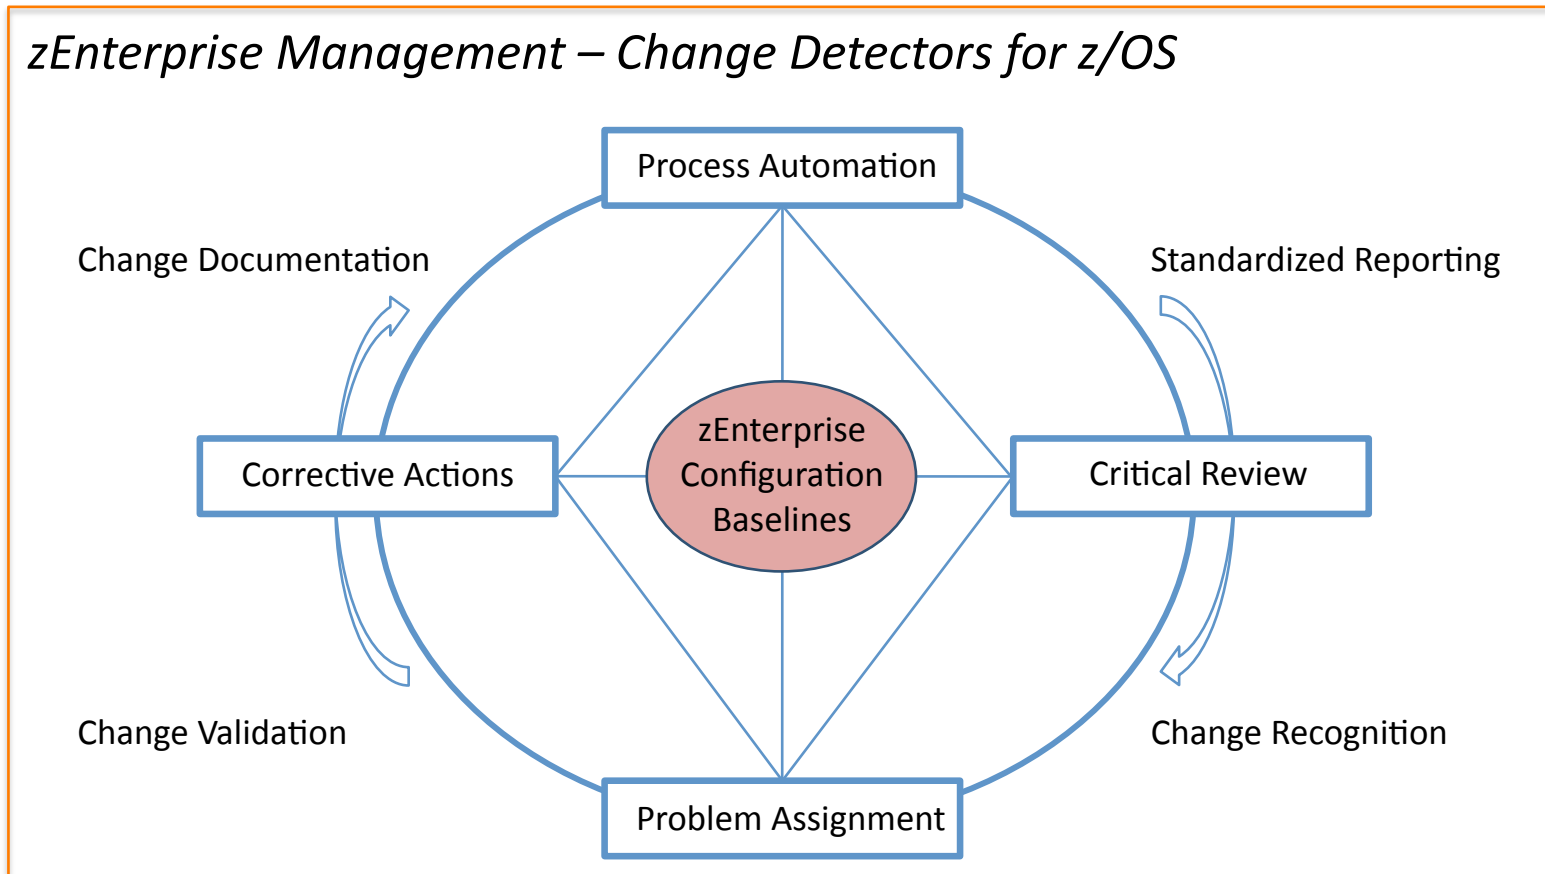 zEnterprise Management – Change Detectors for z/OS
Process Automation
Change Documentation
Standardized Reporting
zEnterprise
Configuration
Baselines
Corrective Actions
Critical Review
Change Validation
Change Recognition
Problem Assignment